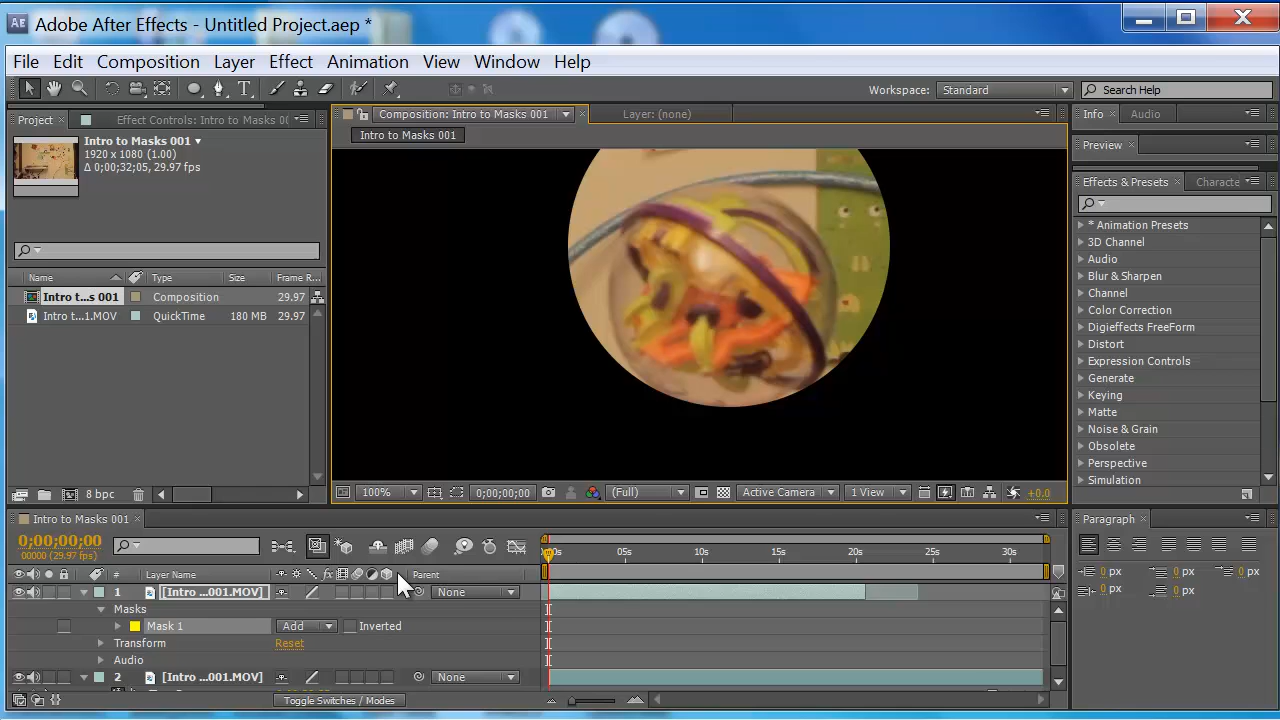 Adobe After Effects - Untitled Project.aep *
File Edit Composition Layer Effect Animation View Window Help
Workspace: Standard Search Help
Project Effect Controls: Intro to Masks 00
Composition: Intro to Masks 001 Layer: (none)
Info Audio
Intro to Masks 001
Intro to Masks 001
1920 x 1080 (1.00)
Δ 0;00;32;05, 29.97 fps
Preview
Effects & Presets Characte
* Animation Presets
3D Channel
Audio
Blur & Sharpen
Channel
Color Correction
Digieffects FreeForm
Distort
Expression Controls
Generate
Keying
Matte
Noise & Grain
Obsolete
Perspective
Simulation
Name Type Size Frame R...
Intro t...s 001 Composition 29.97
Intro t...1.MOV QuickTime 180 MB 29.97
8 bpc
100% 0;00;00;00 (Full) Active Camera 1 View +0.0
Intro to Masks 001
Paragraph
0;00;00;00
00000 (29.97 fps)
00s 05s 10s 15s 20s 25s 30s
# Layer Name fx Parent
1 [Intro ...001.MOV] None
Masks
Mask 1 Add Inverted
Transform Reset
Audio
2 [Intro ...001.MOV] None
Toggle Switches / Modes
0 px 0 px 0 px
0 px 0 px